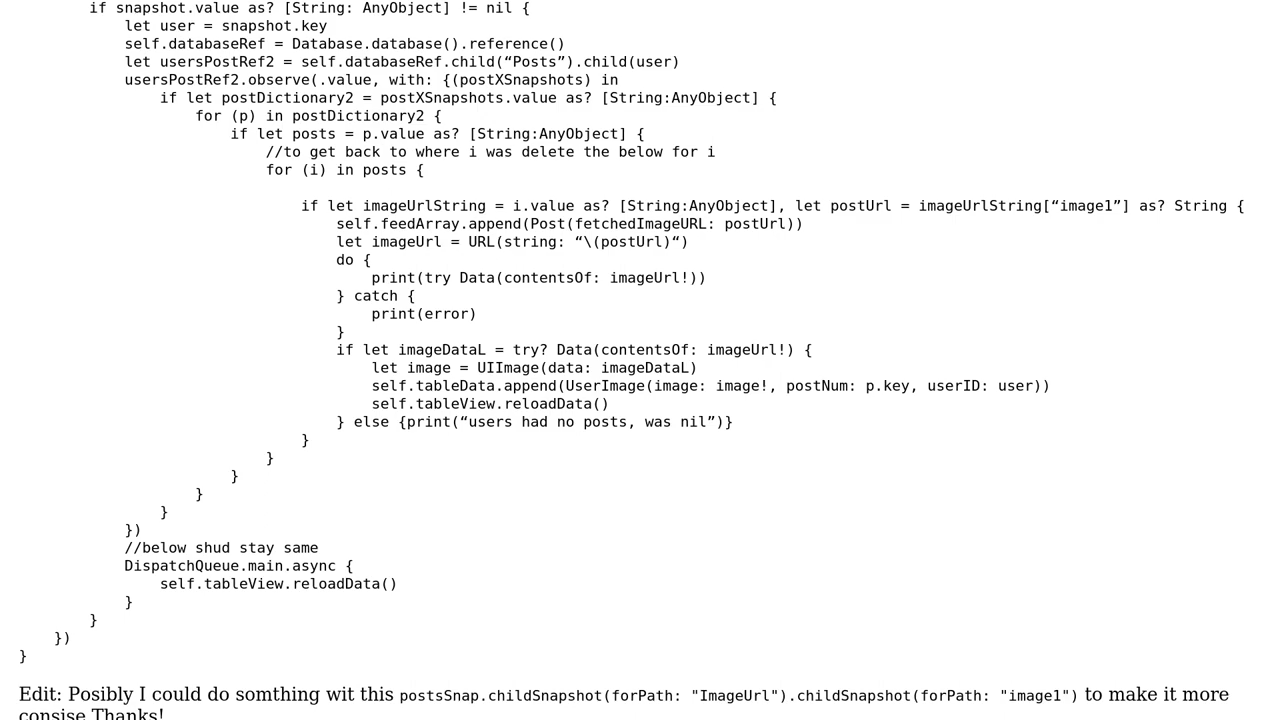 if snapshot.value as? [String: AnyObject] != nil {
let user = snapshot.key
self.databaseRef = Database.database().reference()
let usersPostRef2 = self.databaseRef.child(“Posts”).child(user)
usersPostRef2.observe(.value, with: {(postXSnapshots) in
if let postDictionary2 = postXSnapshots.value as? [String:AnyObject] {
for (p) in postDictionary2 {
if let posts = p.value as? [String:AnyObject] {
//to get back to where i was delete the below for i
for (i) in posts {
if let imageUrlString = i.value as? [String:AnyObject], let postUrl = imageUrlString[“image1”] as? String {
self.feedArray.append(Post(fetchedImageURL: postUrl))
let imageUrl = URL(string: “\(postUrl)“)
do {
print(try Data(contentsOf: imageUrl!))
} catch {
print(error)
}
if let imageDataL = try? Data(contentsOf: imageUrl!) {
let image = UIImage(data: imageDataL)
self.tableData.append(UserImage(image: image!, postNum: p.key, userID: user))
self.tableView.reloadData()
} else {print(“users had no posts, was nil”)}
}
}
}
}
}
})
//below shud stay same
DispatchQueue.main.async {
self.tableView.reloadData()
}
}
})
}
Edit: Posibly I could do somthing wit this postsSnap.childSnapshot(forPath: "ImageUrl").childSnapshot(forPath: "image1") to make it more
consise Thanks!